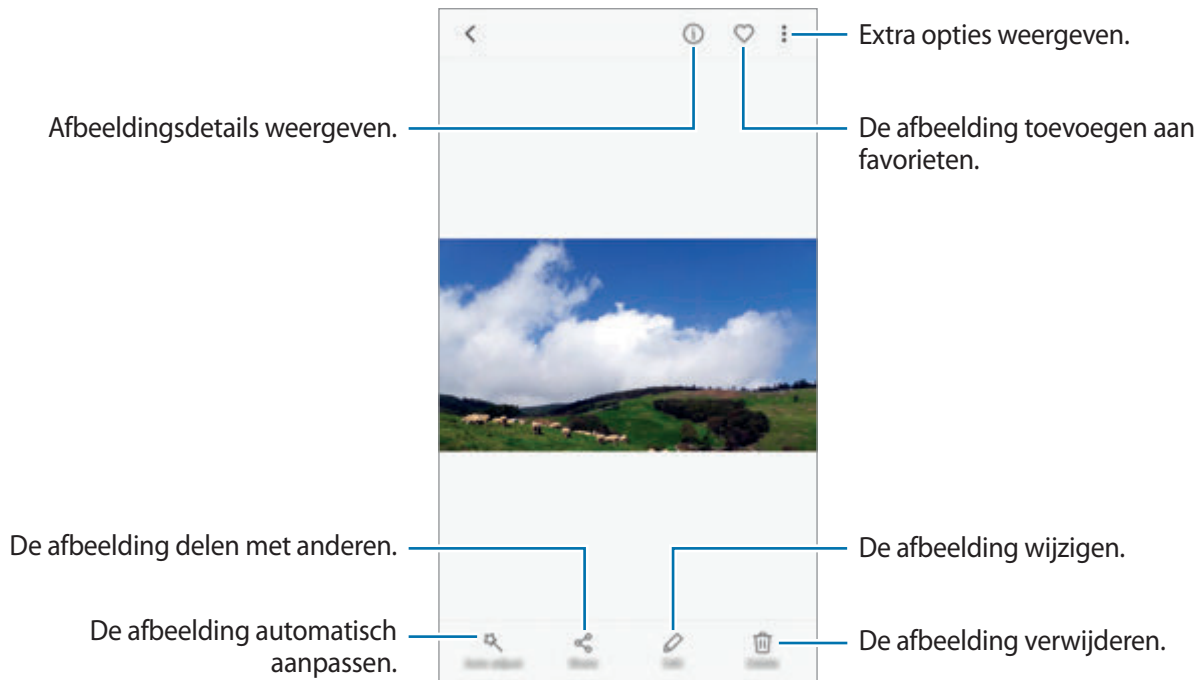 Extra opties weergeven.
Afbeeldingsdetails weergeven.
De afbeelding toevoegen aan
favorieten.
De afbeelding delen met anderen.
De afbeelding wijzigen.
De afbeelding automatisch
aanpassen.
De afbeelding verwijderen.